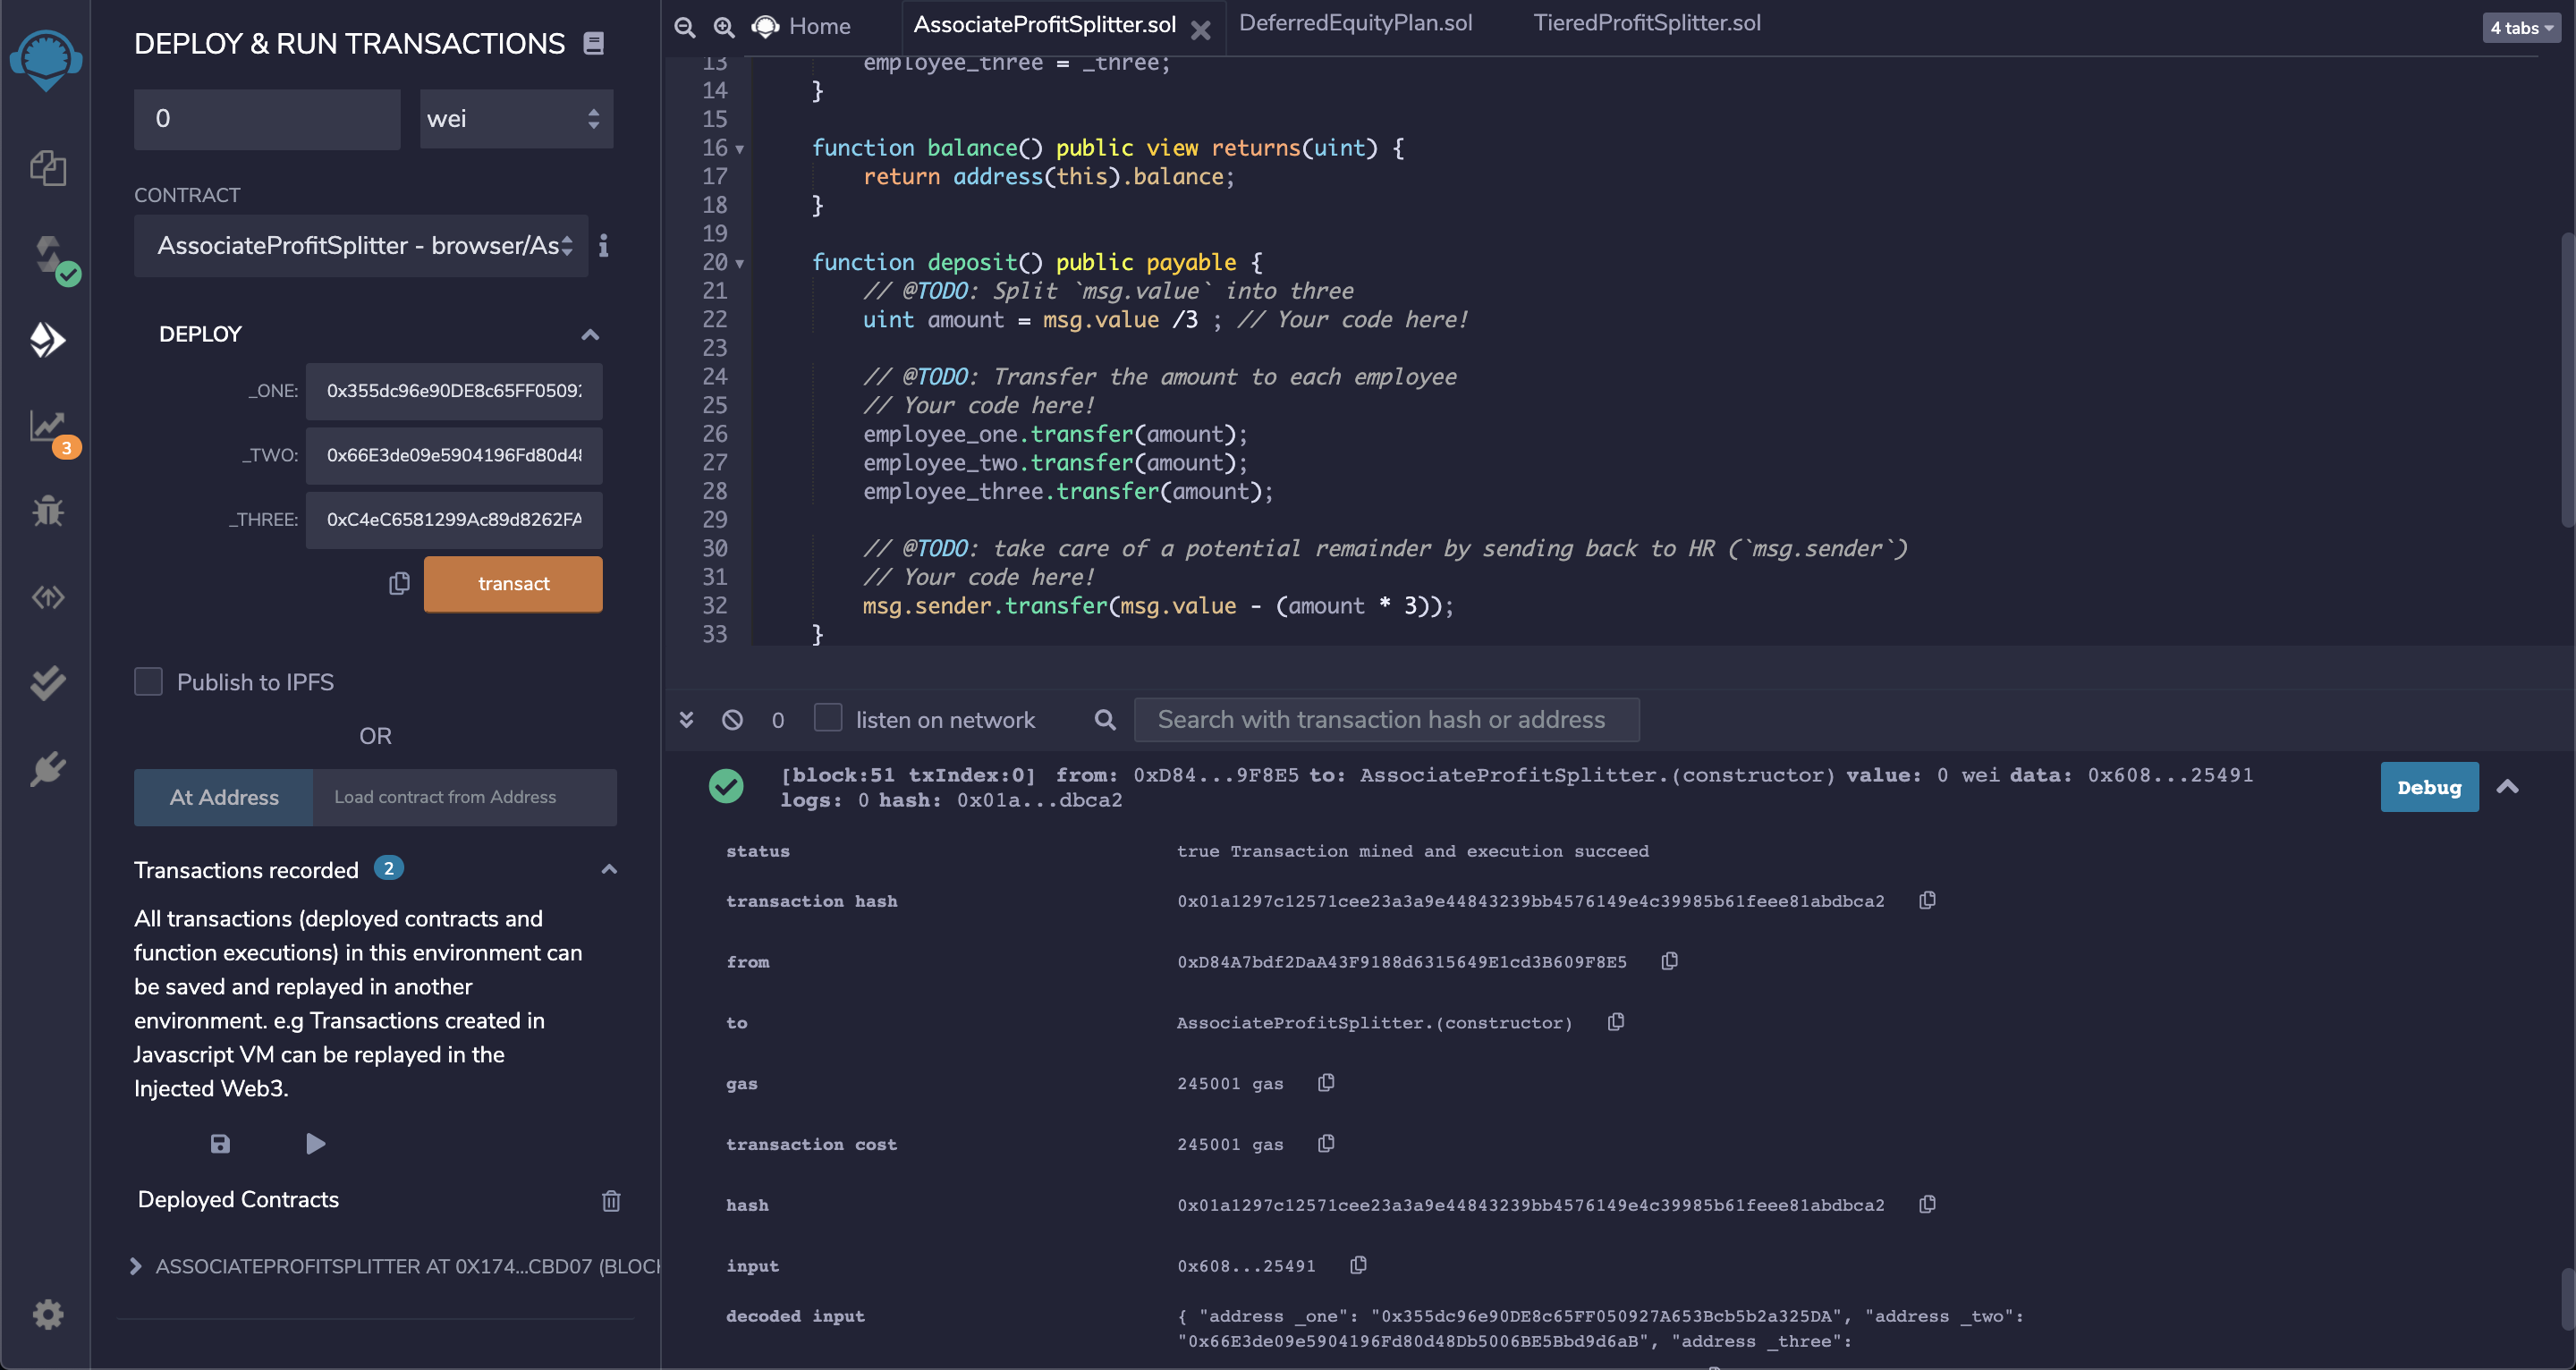 DEPLOY & RUN TRANSACTIONS
0
wei
CONTRACT
AssociateProfitSplitter - browser/As
DEPLOY
_ONE:
0x355dc96e90DE8c65FF05092
_TWO:
0x66E3de09e5904196Fd80d48
_THREE:
0xC4eC6581299Ac89d8262FA
transact
Publish to IPFS
OR
At Address
Load contract from Address
Transactions recorded 2
All transactions (deployed contracts and
function executions) in this environment can
be saved and replayed in another
environment. e.g Transactions created in
Javascript VM can be replayed in the
Injected Web3.
Deployed Contracts
ASSOCIATEPROFITSPLITTER AT 0X174...CBD07 (BLOCK
3
Home
AssociateProfitSplitter.sol
DeferredEquityPlan.sol
TieredProfitSplitter.sol
4 tabs
13 employee_three = _three;
14 }
15
16 function balance() public view returns(uint) {
17 return address(this).balance;
18 }
19
20 function deposit() public payable {
21 // @TODO: Split `msg.value` into three
22 uint amount = msg.value /3 ; // Your code here!
23
24 // @TODO: Transfer the amount to each employee
25 // Your code here!
26 employee_one.transfer(amount);
27 employee_two.transfer(amount);
28 employee_three.transfer(amount);
29
30 // @TODO: take care of a potential remainder by sending back to HR (`msg.sender`)
31 // Your code here!
32 msg.sender.transfer(msg.value - (amount * 3));
33 }
0
listen on network
Search with transaction hash or address
[block:51 txIndex:0] from: 0xD84...9F8E5 to: AssociateProfitSplitter.(constructor) value: 0 wei data: 0x608...25491
logs: 0 hash: 0x01a...dbca2
Debug
status true Transaction mined and execution succeed
transaction hash 0x01a1297c12571cee23a3a9e44843239bb4576149e4c39985b61feee81abdbca2
from 0xD84A7bdf2DaA43F9188d6315649E1cd3B609F8E5
to AssociateProfitSplitter.(constructor)
gas 245001 gas
transaction cost 245001 gas
hash 0x01a1297c12571cee23a3a9e44843239bb4576149e4c39985b61feee81abdbca2
input 0x608...25491
decoded input { "address _one": "0x355dc96e90DE8c65FF050927A653Bcb5b2a325DA", "address _two":
"0x66E3de09e5904196Fd80d48Db5006BE5Bbd9d6aB", "address _three":